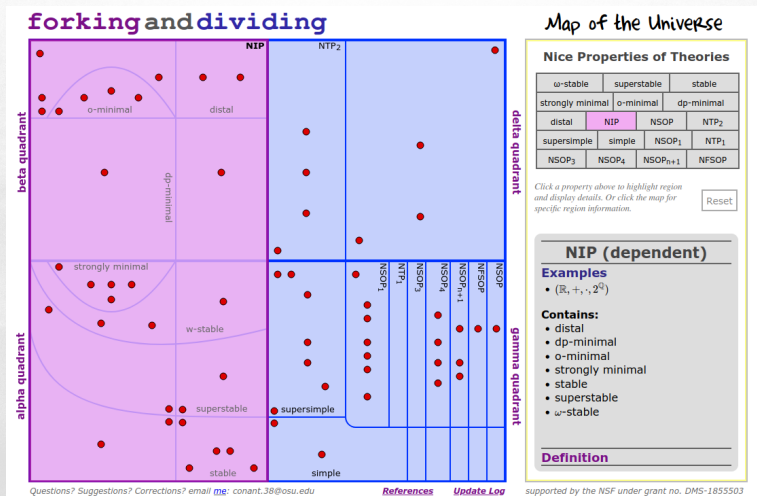 forking and dividing
Map of the Universe
NIP
NTP₂
o-minimal
distal
beta quadrant
delta quadrant
dp-minimal
strongly minimal
w-stable
superstable
stable
alpha quadrant
gamma quadrant
supersimple
simple
NSOP₁
NTP₁
NSOP₃
NSOP₄
NSOPₙ₊₁
NFSOP
NSOP
Nice Properties of Theories
ω-stable superstable stable
strongly minimal o-minimal dp-minimal
distal NIP NSOP NTP₂
supersimple simple NSOP₁ NTP₁
NSOP₃ NSOP₄ NSOPₙ₊₁ NFSOP
Click a property above to highlight region
and display details. Or click the map for
specific region information.
Reset
NIP (dependent)
Examples
• (ℝ, +, ·, 2^ℚ)
Contains:
• distal
• dp-minimal
• o-minimal
• strongly minimal
• stable
• superstable
• ω-stable
Definition
Questions? Suggestions? Corrections? email me: conant.38@osu.edu
References Update Log
supported by the NSF under grant no. DMS-1855503